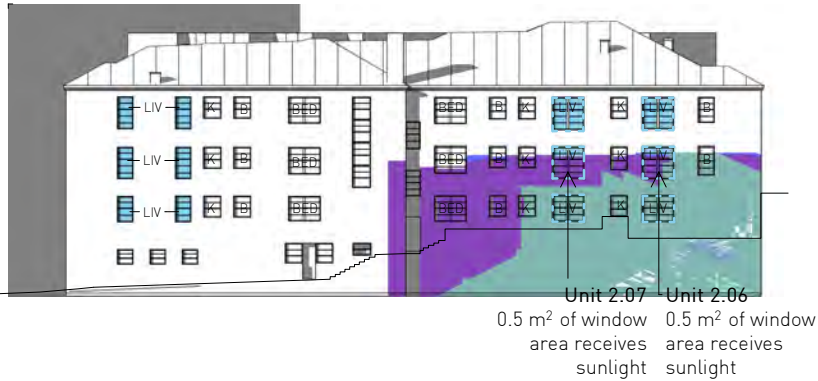 LIV K B BED BED B K LIV K LIV B
LIV K B BED BED B K LIV K LIV B
LIV K B BED BED B K LIV K LIV
Unit 2.07
0.5 m² of window
area receives
sunlight
Unit 2.06
0.5 m² of window
area receives
sunlight